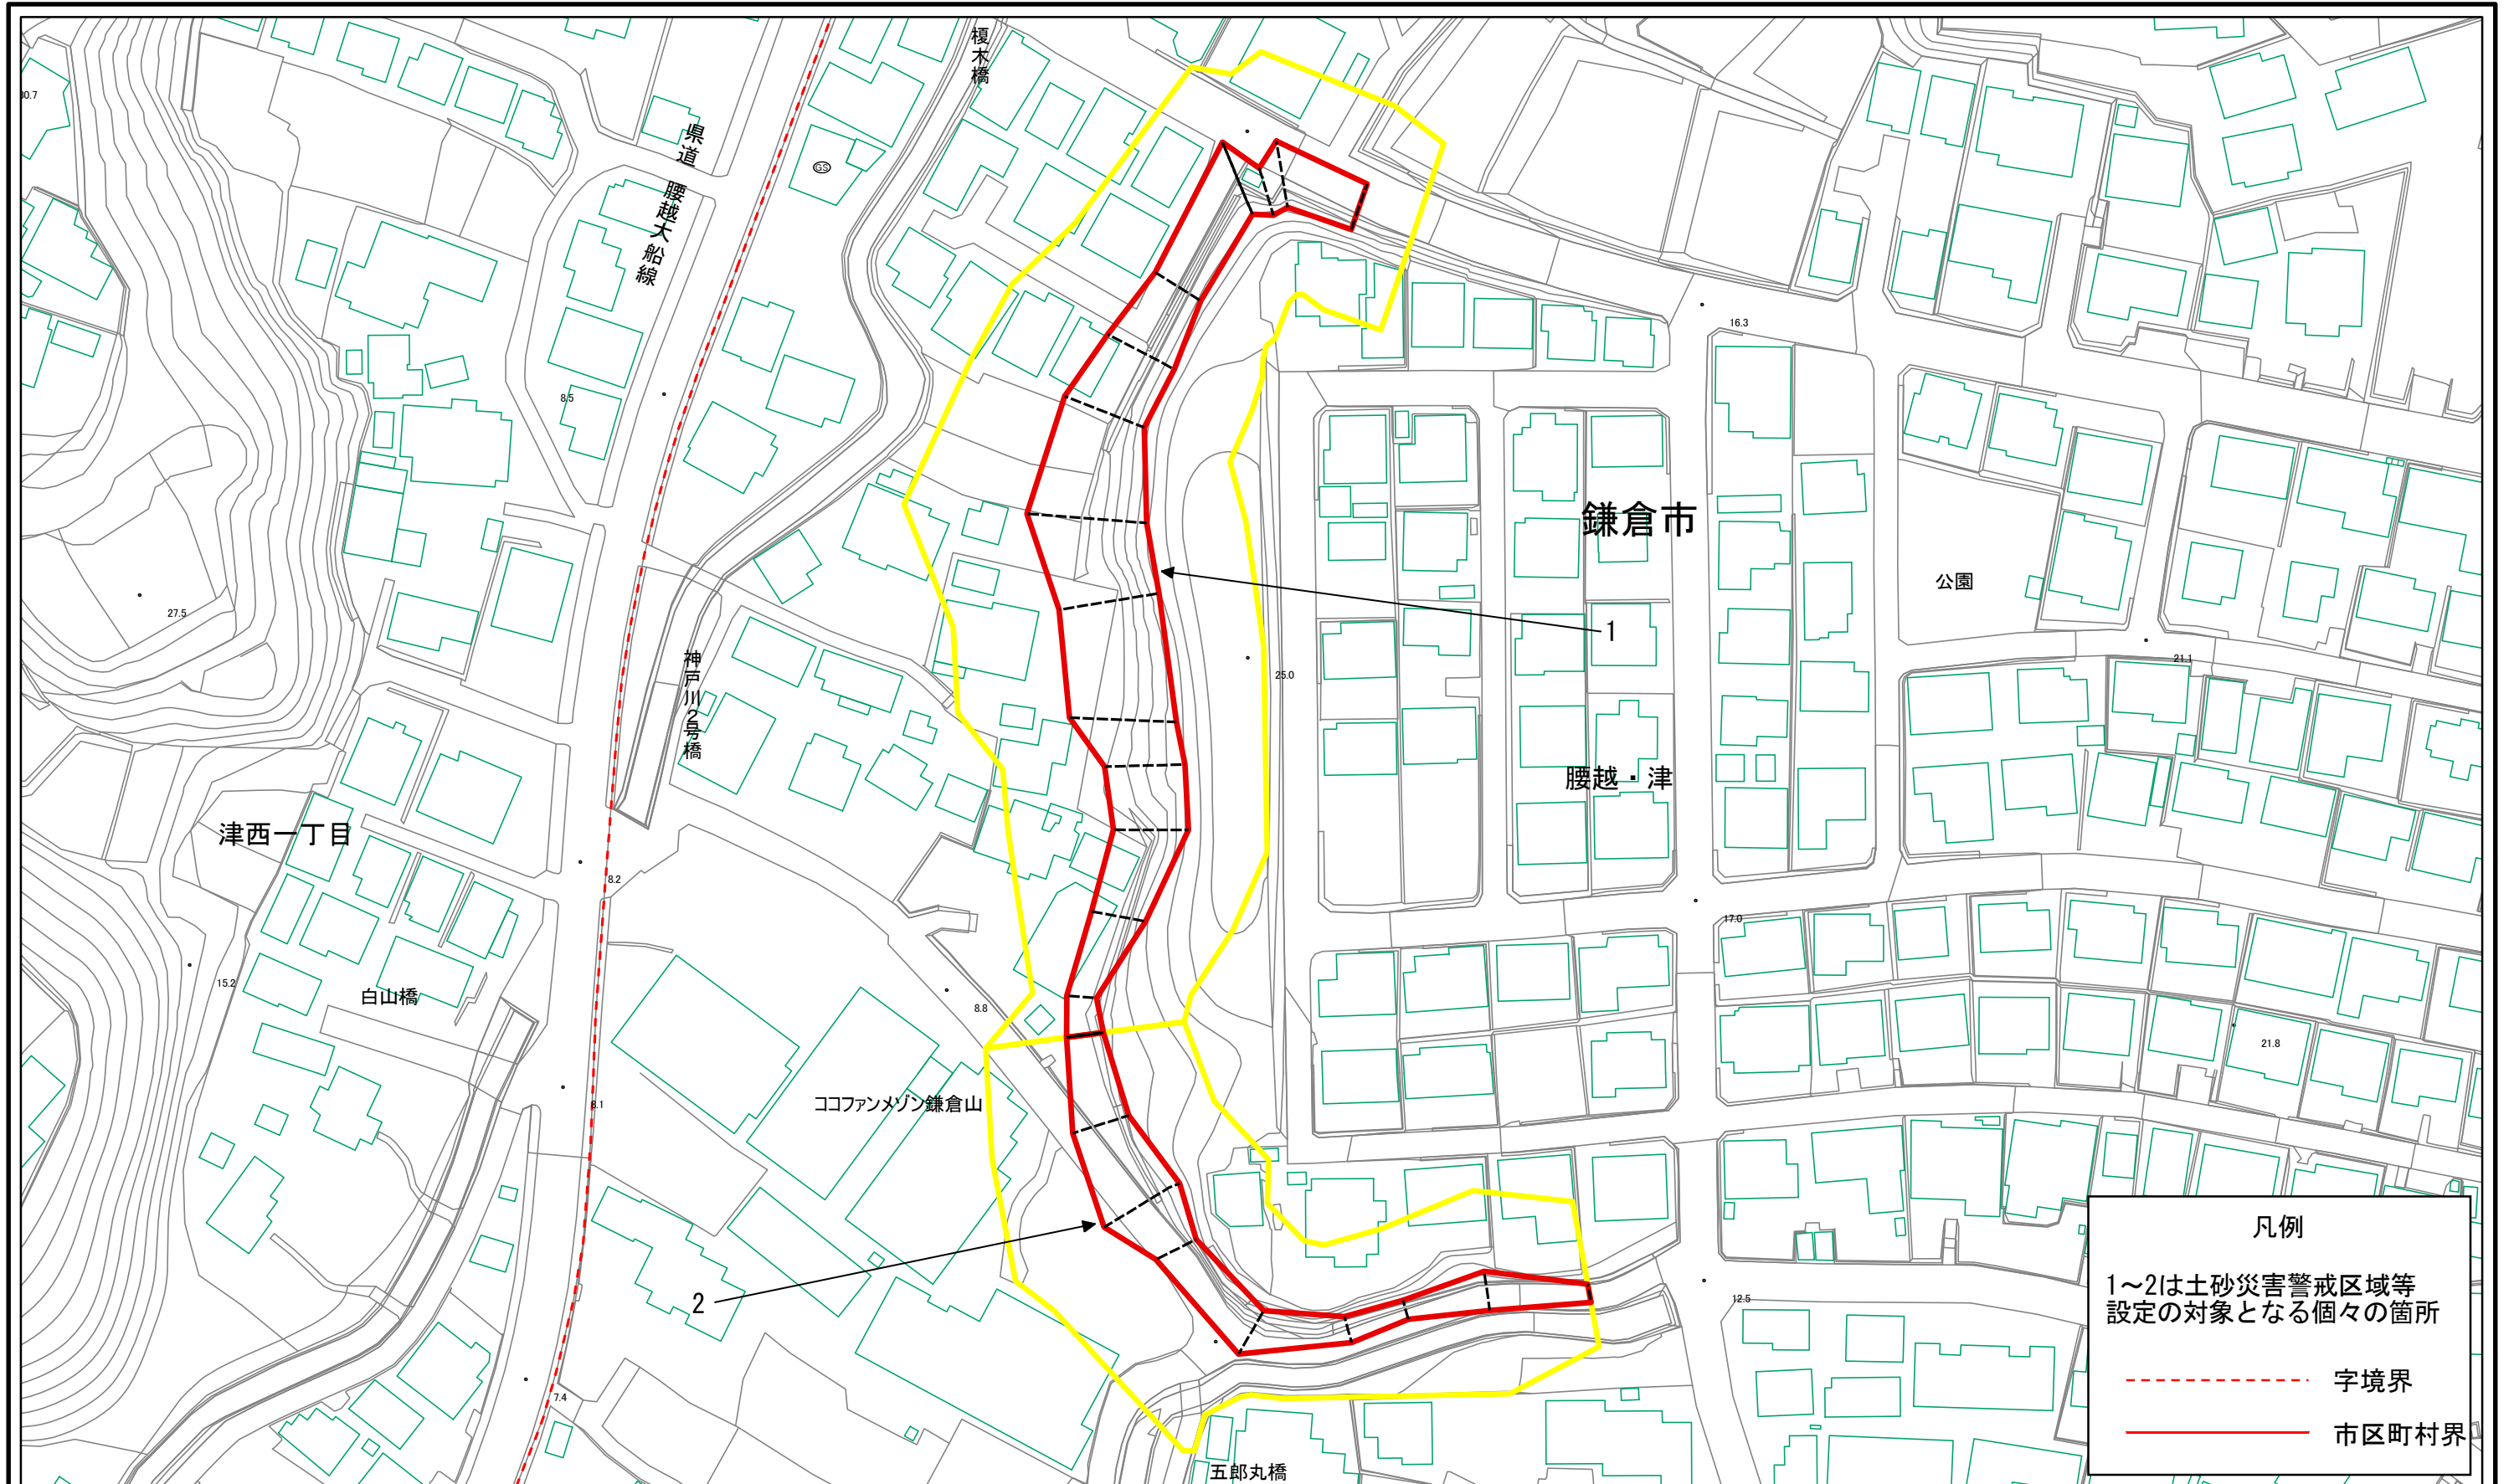 榎木橋
30.7
県道 腰越大船線
GS
16.3
8.5
鎌倉市
公園
27.5
1
21.1
神戸川2号橋
25.0
腰越・津
津西一丁目
8.2
17.0
15.2
白山橋
8.8
21.8
ココファンメゾン鎌倉山
8.1
凡例
1～2は土砂災害警戒区域等
設定の対象となる個々の箇所
字境界
市区町村界
2
12.5
7.4
五郎丸橋